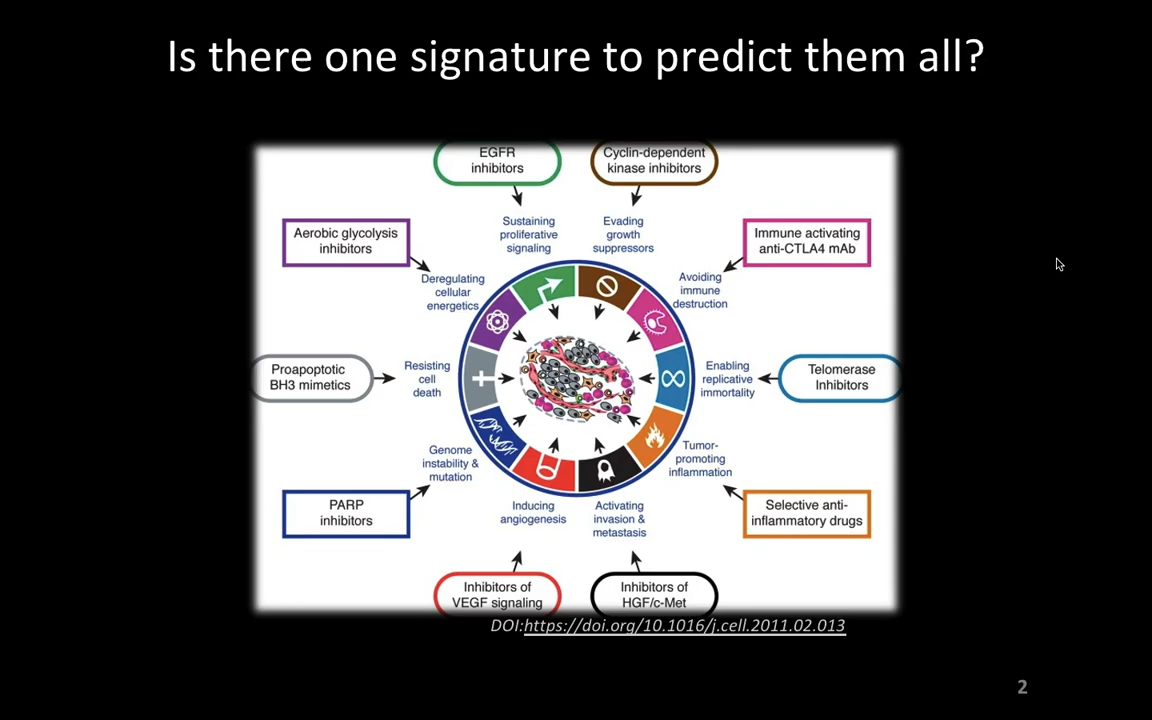 Is there one signature to predict them all?
EGFR
inhibitors
Cyclin-dependent
kinase inhibitors
Aerobic glycolysis
inhibitors
Sustaining
proliferative
signaling
Evading
growth
suppressors
Immune activating
anti-CTLA4 mAb
Deregulating
cellular
energetics
Avoiding
immune
destruction
Proapoptotic
BH3 mimetics
Resisting
cell
death
Enabling
replicative
immortality
Telomerase
Inhibitors
Genome
instability &
mutation
Tumor-
promoting
inflammation
PARP
inhibitors
Inducing
angiogenesis
Activating
invasion &
metastasis
Selective anti-
inflammatory drugs
Inhibitors of
VEGF signaling
Inhibitors of
HGF/c-Met
DOI:https://doi.org/10.1016/j.cell.2011.02.013
2